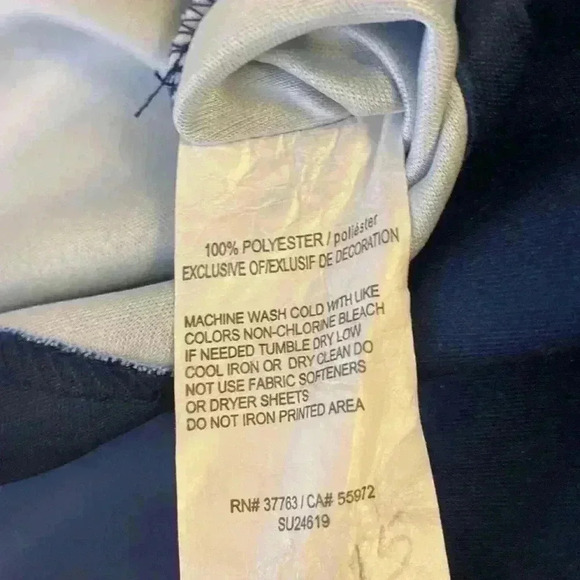 100% POLYESTER / poliéster
EXCLUSIVE OF/EXLUSIF DE DECORATION
MACHINE WASH COLD WITH LIKE
COLORS NON-CHLORINE BLEACH
IF NEEDED TUMBLE DRY LOW
COOL IRON OR DRY CLEAN DO
NOT USE FABRIC SOFTENERS
OR DRYER SHEETS
DO NOT IRON PRINTED AREA
RN# 37763 / CA# 55972
SU24619